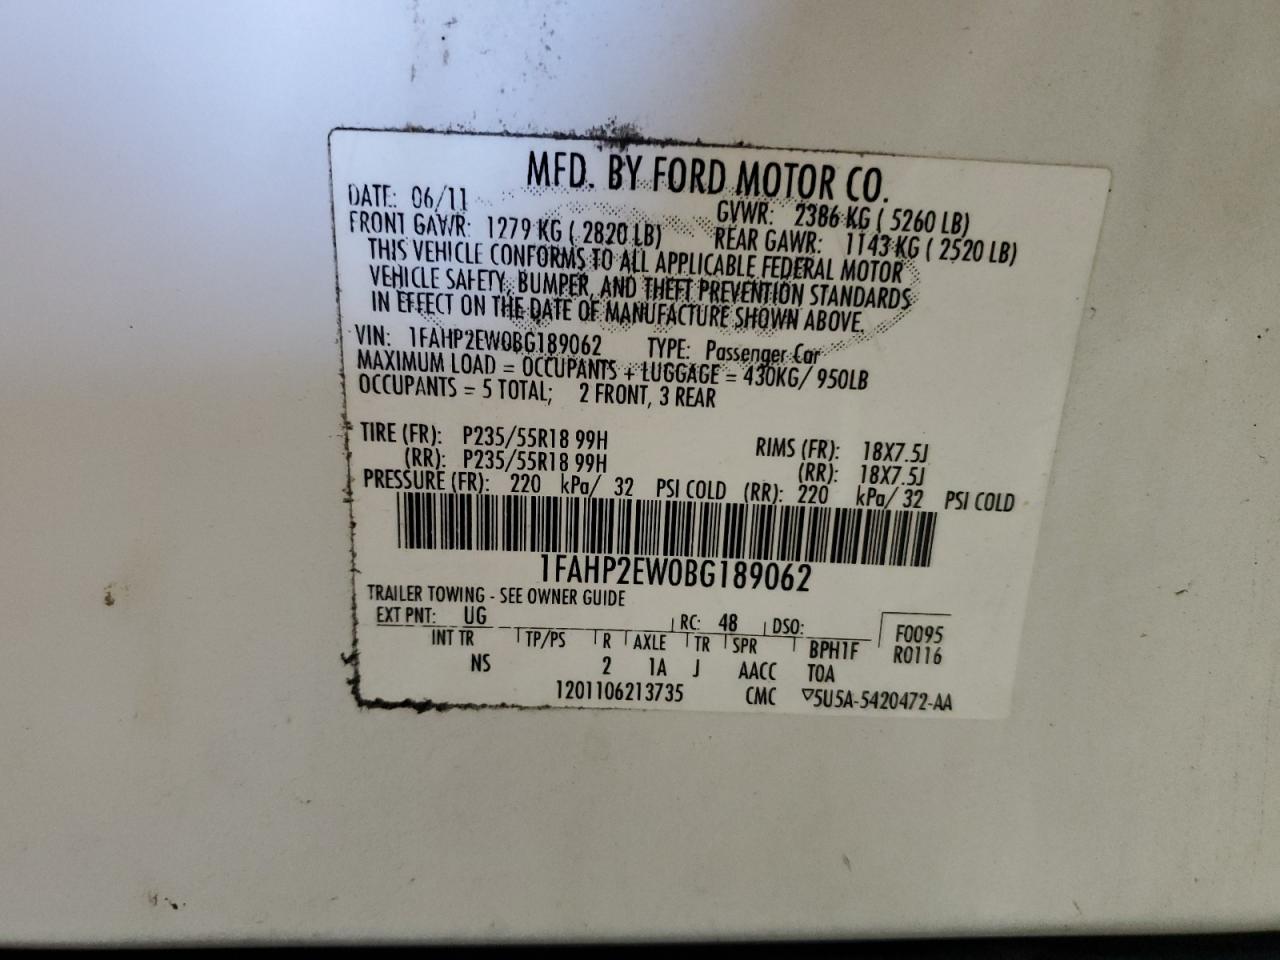 MFD. BY FORD MOTOR CO.
DATE: 06/11 GVWR: 2386 KG ( 5260 LB)
FRONT GAWR: 1279 KG ( 2820 LB) REAR GAWR: 1143 KG ( 2520 LB)
THIS VEHICLE CONFORMS TO ALL APPLICABLE FEDERAL MOTOR
VEHICLE SAFETY, BUMPER, AND THEFT PREVENTION STANDARDS
IN EFFECT ON THE DATE OF MANUFACTURE SHOWN ABOVE.
VIN: 1FAHP2EW0BG189062 TYPE: Passenger Car
MAXIMUM LOAD = OCCUPANTS + LUGGAGE = 430KG/ 950LB
OCCUPANTS = 5 TOTAL; 2 FRONT, 3 REAR
TIRE (FR): P235/55R18 99H RIMS (FR): 18X7.5J
(RR): P235/55R18 99H (RR): 18X7.5J
PRESSURE (FR): 220 kPa/ 32 PSI COLD (RR): 220 kPa/ 32 PSI COLD
1FAHP2EW0BG189062
TRAILER TOWING - SEE OWNER GUIDE
EXT PNT: UG RC: 48 DSO: F0095
INT TR TP/PS R AXLE TR SPR BPH1F R0116
NS 2 1A J AACC TOA
1201106213735 CMC ▽5U5A-5420472-AA